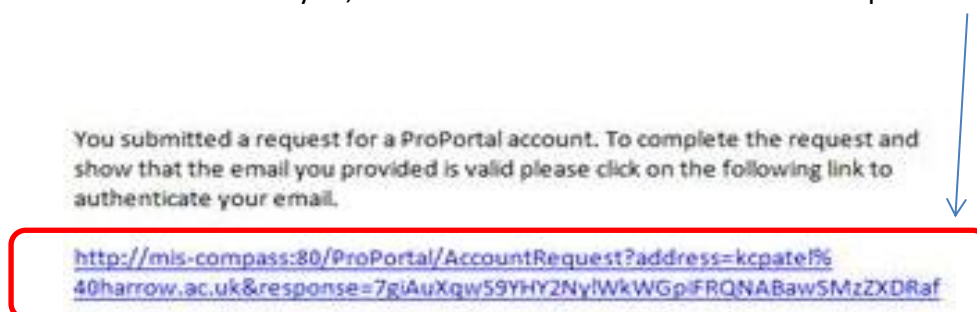 You submitted a request for a ProPortal account. To complete the request and
show that the email you provided is valid please click on the following link to
authenticate your email.
http://mis-compass:80/ProPortal/AccountRequest?address=kcpatel%
40harrow.ac.uk&response=7giAuXqw59YHY2NylWkWGpiFRQNABawSMzZXDRaf